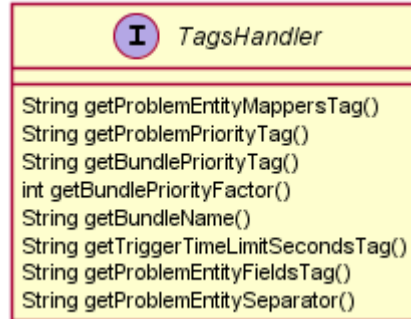 I TagsHandler
String getProblemEntityMappersTag()
String getProblemPriorityTag()
String getBundlePriorityTag()
int getBundlePriorityFactor()
String getBundleName()
String getTriggerTimeLimitSecondsTag()
String getProblemEntityFieldsTag()
String getProblemEntitySeparator()